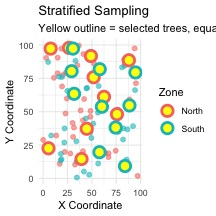 Stratified Sampling
Yellow outline = selected trees, equa
100
75
50
25
0
Y Coordinate
0
25
50
75
100
X Coordinate
Zone
North
South